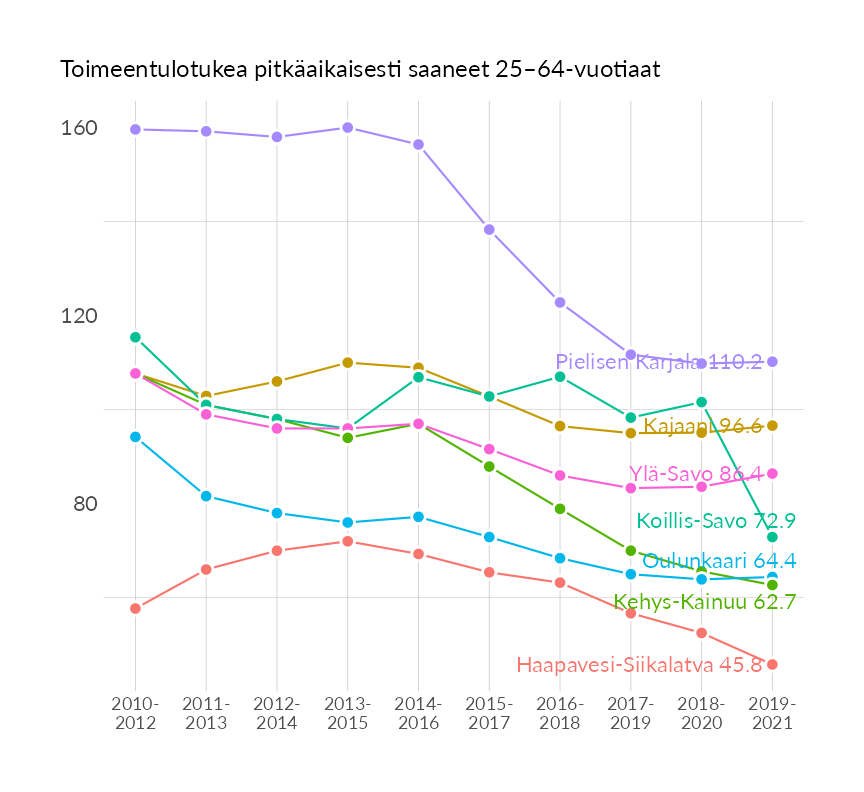 Toimeentulotukea pitkäaikaisesti saaneet 25–64-vuotiaat
160
120
80
Pielisen Karjala 110.2
Kajaani 96.6
Ylä-Savo 86.4
Koillis-Savo 72.9
Oulunkaari 64.4
Kehys-Kainuu 62.7
Haapavesi-Siikalatva 45.8
2010- 2011- 2012- 2013- 2014- 2015- 2016- 2017- 2018- 2019-
2012 2013 2014 2015 2016 2017 2018 2019 2020 2021